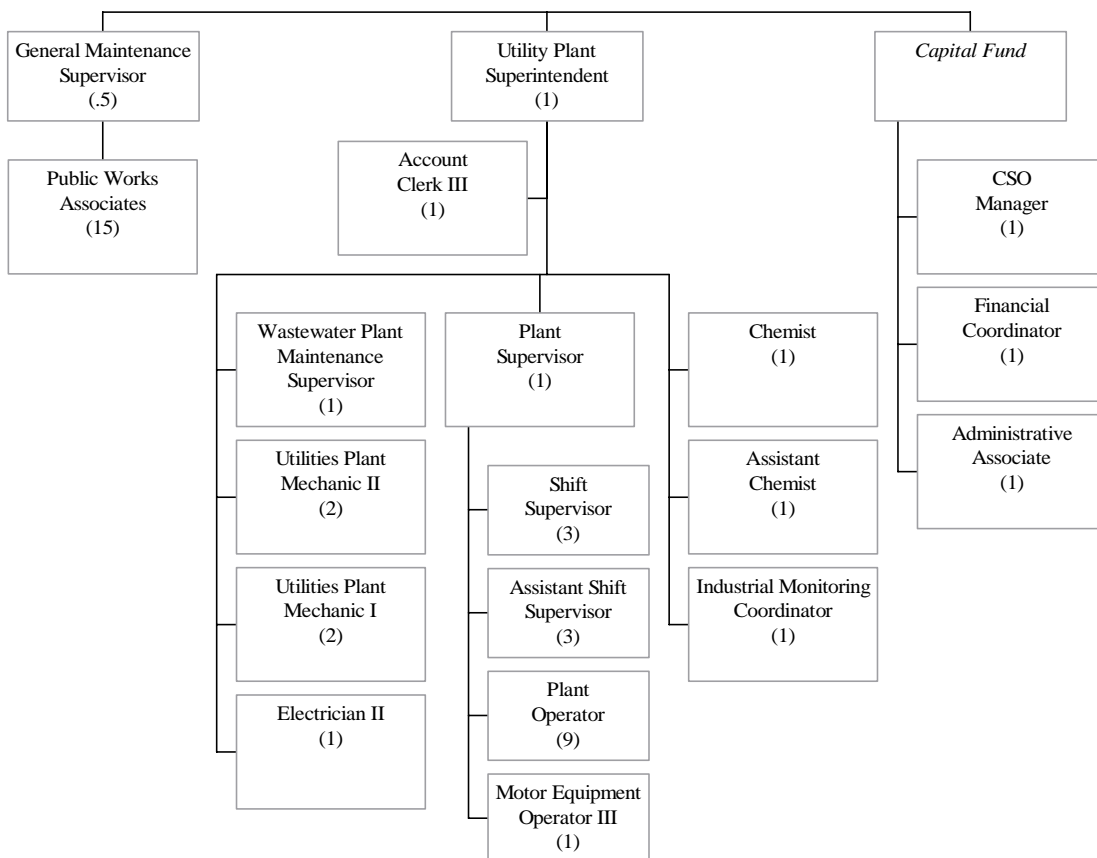 General Maintenance
Supervisor
(.5)
Public Works
Associates
(15)
Utility Plant
Superintendent
(1)
Account
Clerk III
(1)
Wastewater Plant
Maintenance
Supervisor
(1)
Utilities Plant
Mechanic II
(2)
Utilities Plant
Mechanic I
(2)
Electrician II
(1)
Plant
Supervisor
(1)
Shift
Supervisor
(3)
Assistant Shift
Supervisor
(3)
Plant
Operator
(9)
Motor Equipment
Operator III
(1)
Chemist
(1)
Assistant
Chemist
(1)
Industrial Monitoring
Coordinator
(1)
Capital Fund
CSO
Manager
(1)
Financial
Coordinator
(1)
Administrative
Associate
(1)